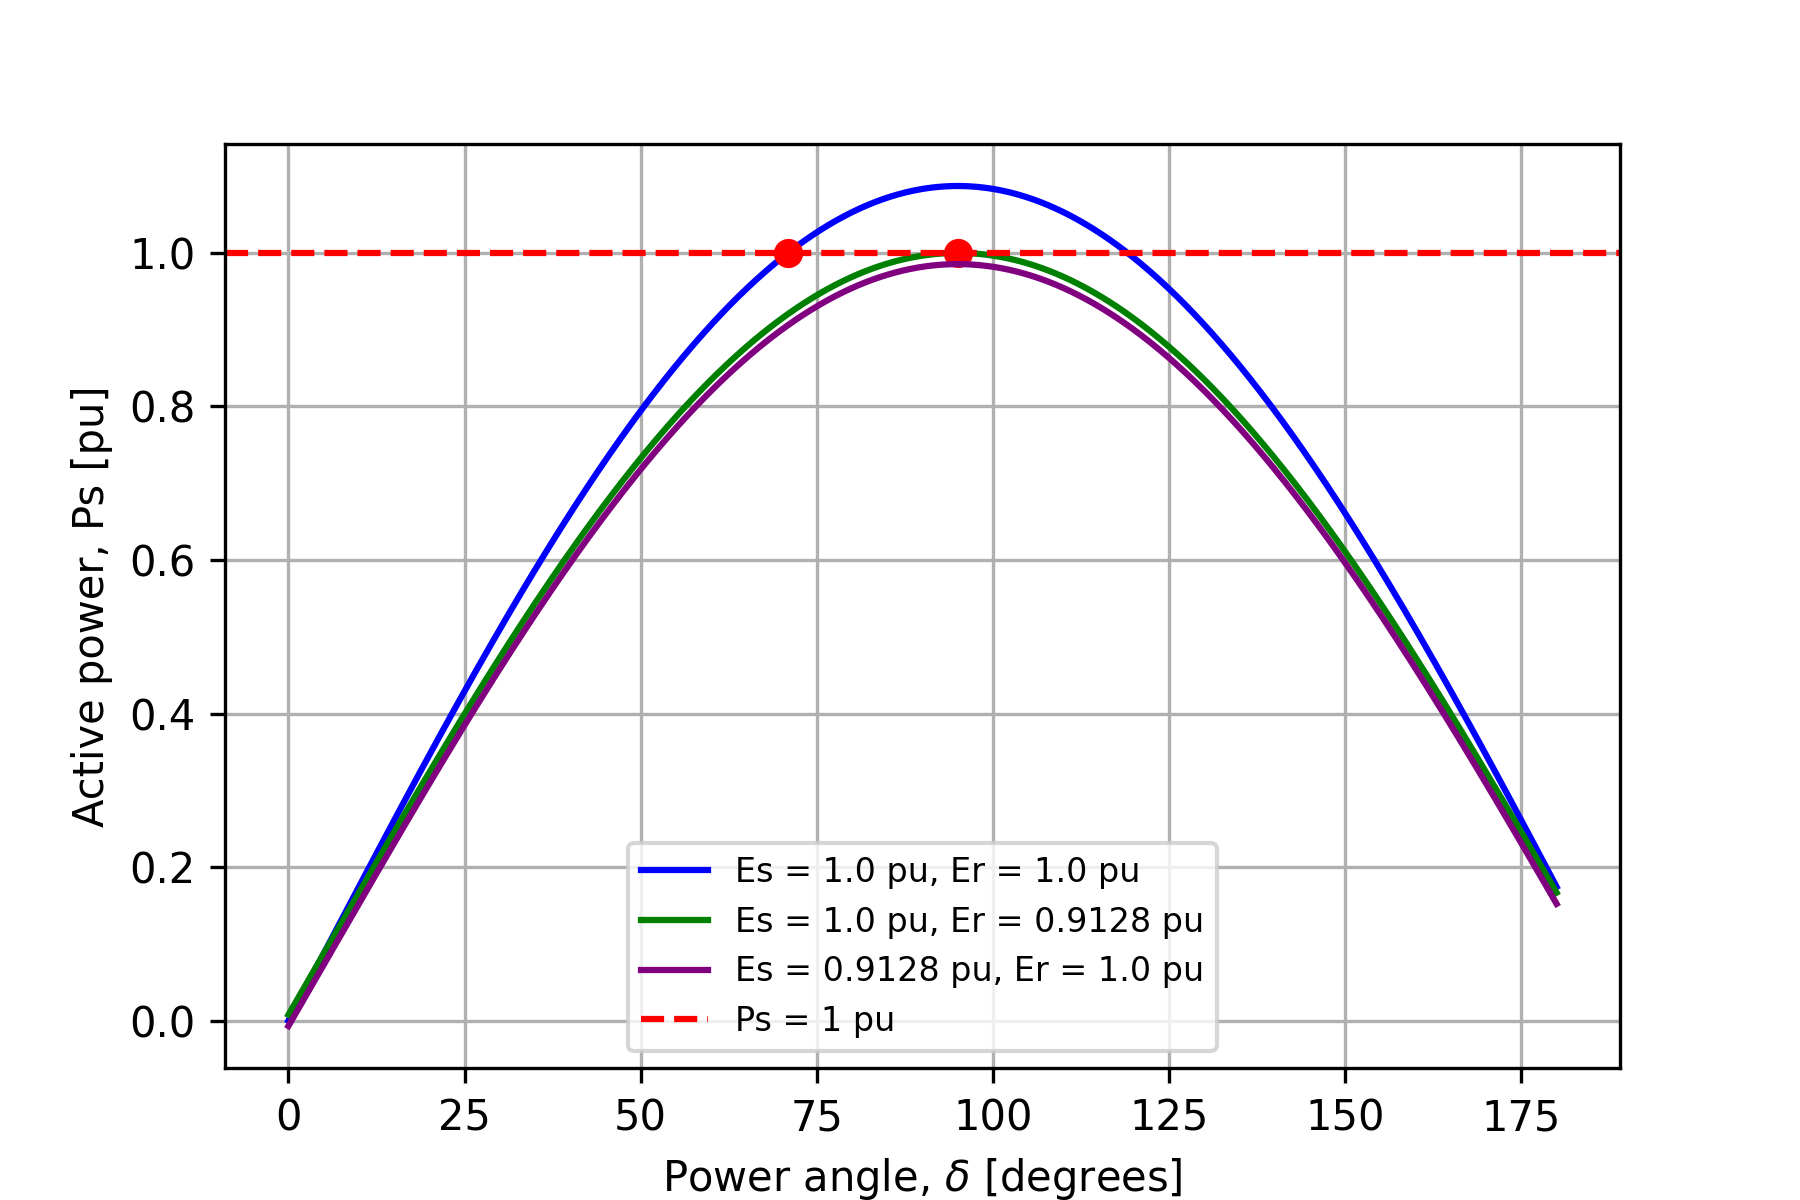 Active power, Ps [pu]
1.0
0.8
0.6
0.4
0.2
0.0
Es = 1.0 pu, Er = 1.0 pu
Es = 1.0 pu, Er = 0.9128 pu
Es = 0.9128 pu, Er = 1.0 pu
Ps = 1 pu
0 25 50 75 100 125 150 175
Power angle, δ [degrees]